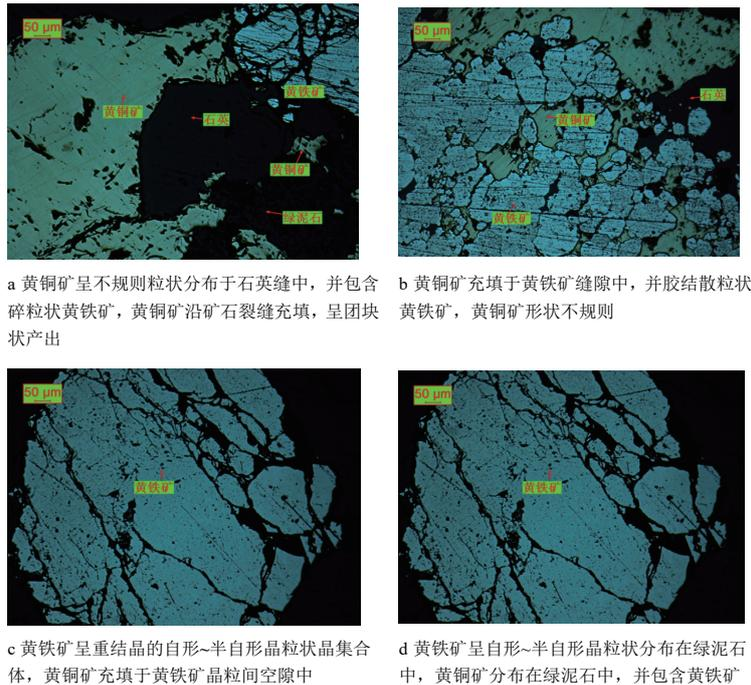 50 μm
黄铁矿
黄铜矿
石英
黄铜矿
绿泥石
50 μm
石英
黄铜矿
黄铁矿
a 黄铜矿呈不规则粒状分布于石英缝中，并包含
碎粒状黄铁矿，黄铜矿沿矿石裂缝充填，呈团块
状产出
b 黄铜矿充填于黄铁矿缝隙中，并胶结散粒状
黄铁矿，黄铜矿形状不规则
50 μm
黄铁矿
50 μm
黄铁矿
c 黄铁矿呈重结晶的自形~半自形晶粒状晶集合
体，黄铜矿充填于黄铁矿晶粒间空隙中
d 黄铁矿呈自形~半自形晶粒状分布在绿泥石
中，黄铜矿分布在绿泥石中，并包含黄铁矿